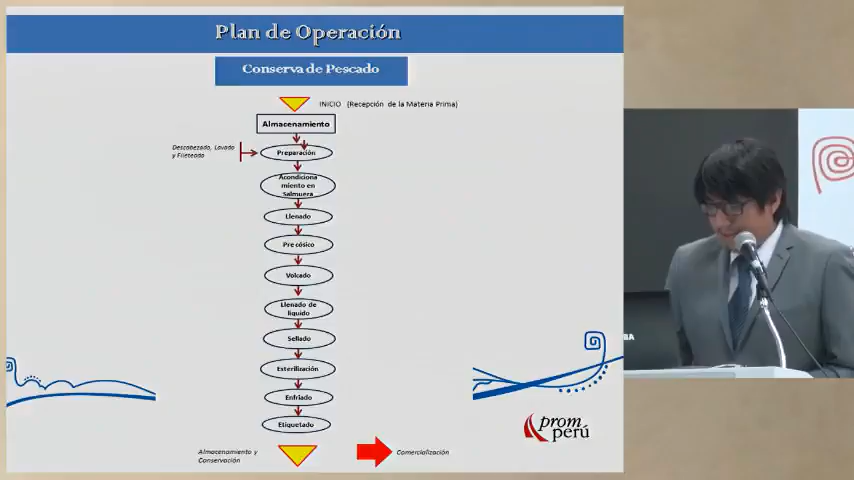 Plan de Operación
Conserva de Pescado
INICIO (Recepción de la Materia Prima)
Almacenamiento
Descabezado, Lavado
y Fileteado
Preparación
Acondiciona
miento en
Salmuera
Llenado
Pre cósico
Volcado
Llenado de
líquido
Sellado
Esterilización
Enfriado
Etiquetado
Almacenamiento y
Conservación
Comercialización
prom
perú
BA